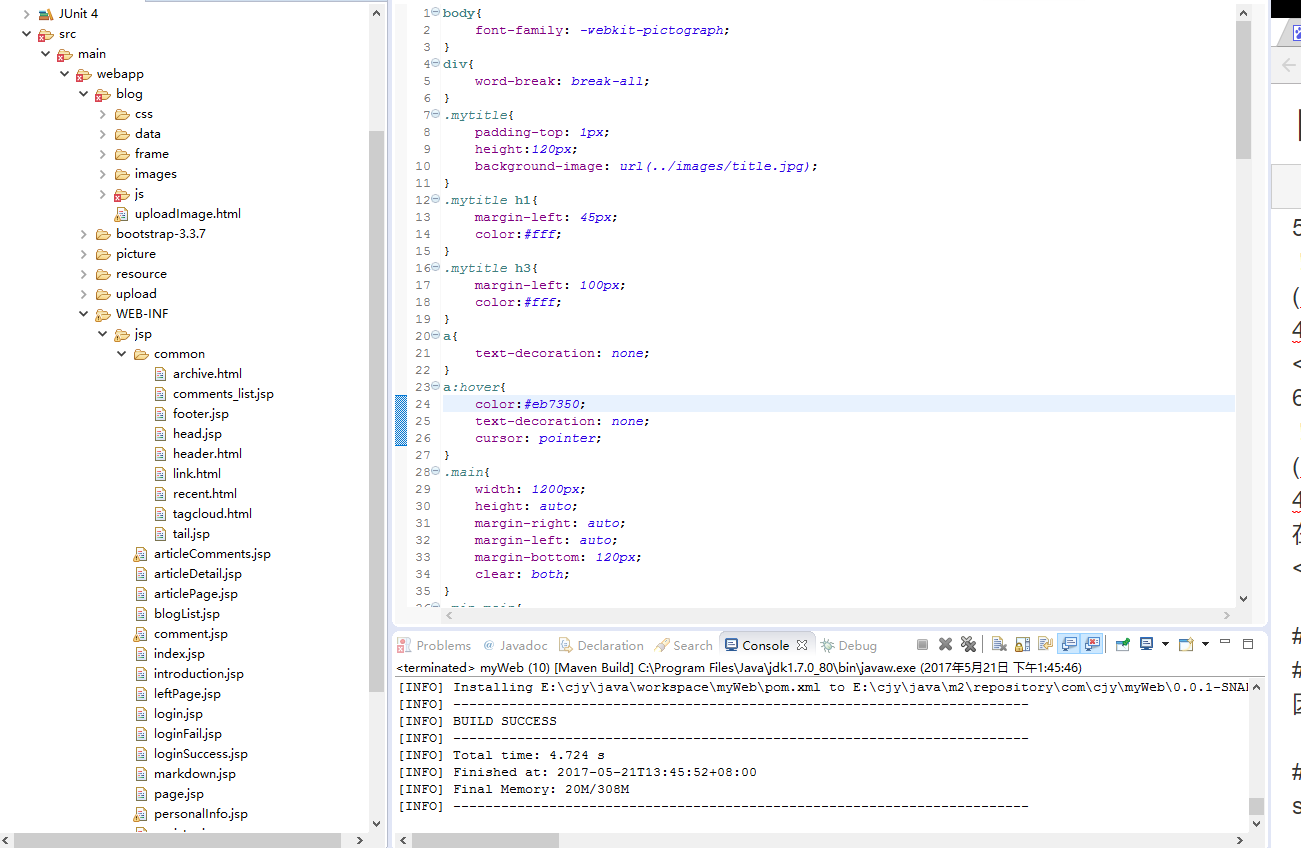 JUnit 4
src
main
webapp
blog
css
data
frame
images
js
uploadImage.html
bootstrap-3.3.7
picture
resource
upload
WEB-INF
jsp
common
archive.html
comments_list.jsp
footer.jsp
head.jsp
header.html
link.html
recent.html
tagcloud.html
tail.jsp
articleComments.jsp
articleDetail.jsp
articlePage.jsp
blogList.jsp
comment.jsp
index.jsp
introduction.jsp
leftPage.jsp
login.jsp
loginFail.jsp
loginSuccess.jsp
markdown.jsp
page.jsp
personalInfo.jsp
1 body{
2 font-family: -webkit-pictograph;
3 }
4 div{
5 word-break: break-all;
6 }
7 .mytitle{
8 padding-top: 1px;
9 height:120px;
10 background-image: url(../images/title.jpg);
11 }
12 .mytitle h1{
13 margin-left: 45px;
14 color:#fff;
15 }
16 .mytitle h3{
17 margin-left: 100px;
18 color:#fff;
19 }
20 a{
21 text-decoration: none;
22 }
23 a:hover{
24 color:#eb7350;
25 text-decoration: none;
26 cursor: pointer;
27 }
28 .main{
29 width: 1200px;
30 height: auto;
31 margin-right: auto;
32 margin-left: auto;
33 margin-bottom: 120px;
34 clear: both;
35 }
Problems @ Javadoc Declaration Search Console Debug
<terminated> myWeb (10) [Maven Build] C:\Program Files\Java\jdk1.7.0_80\bin\javaw.exe (2017年5月21日 下午1:45:46)
[INFO] Installing E:\cjy\java\workspace\myWeb\pom.xml to E:\cjy\java\m2\repository\com\cjy\myWeb\0.0.1-SNA
[INFO] ------------------------------------------------------------------------
[INFO] BUILD SUCCESS
[INFO] ------------------------------------------------------------------------
[INFO] Total time: 4.724 s
[INFO] Finished at: 2017-05-21T13:45:52+08:00
[INFO] Final Memory: 20M/308M
[INFO] ------------------------------------------------------------------------
5
(
4
<
6
(
4
<
#
#
#
s